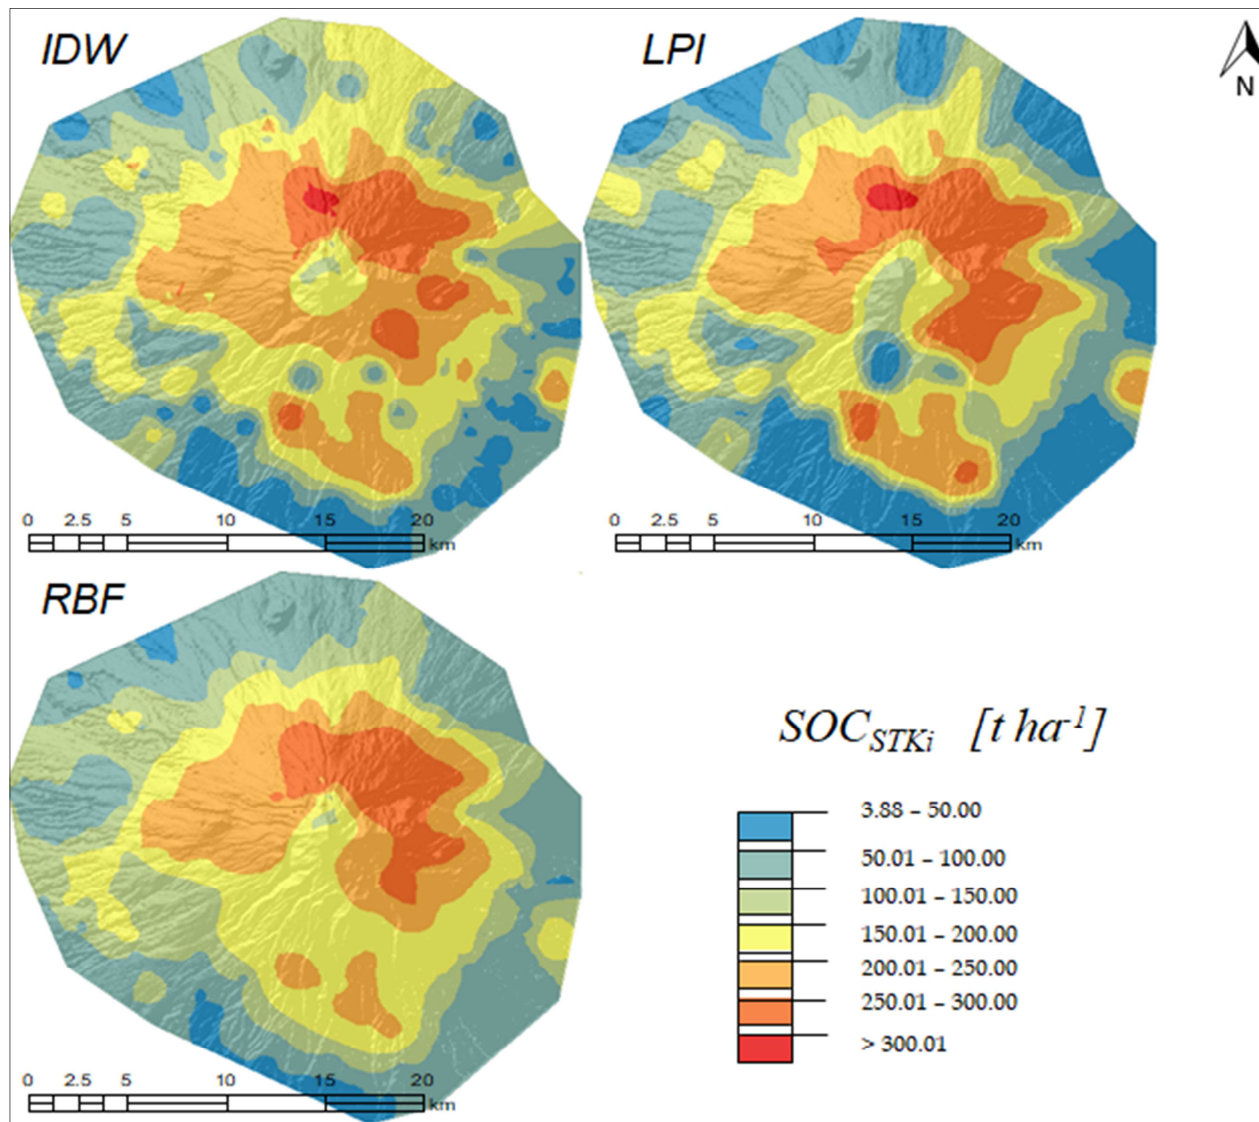 IDW
LPI
N
0 2.5 5 10 15 20
km
0 2.5 5 10 15 20
km
RBF
SOC_STKi [t ha⁻¹]
3.88 – 50.00
50.01 – 100.00
100.01 – 150.00
150.01 – 200.00
200.01 – 250.00
250.01 – 300.00
> 300.01
0 2.5 5 10 15 20
km